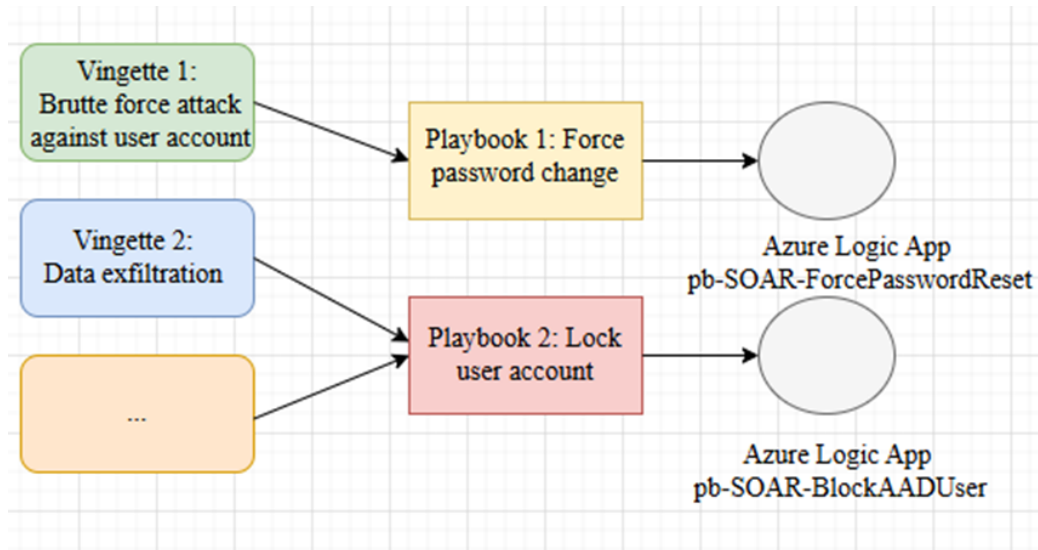 Vingette 1:
Brutte force attack
against user account
Playbook 1: Force
password change
Azure Logic App
pb-SOAR-ForcePasswordReset
Vingette 2:
Data exfiltration
Playbook 2: Lock
user account
Azure Logic App
pb-SOAR-BlockAADUser
...